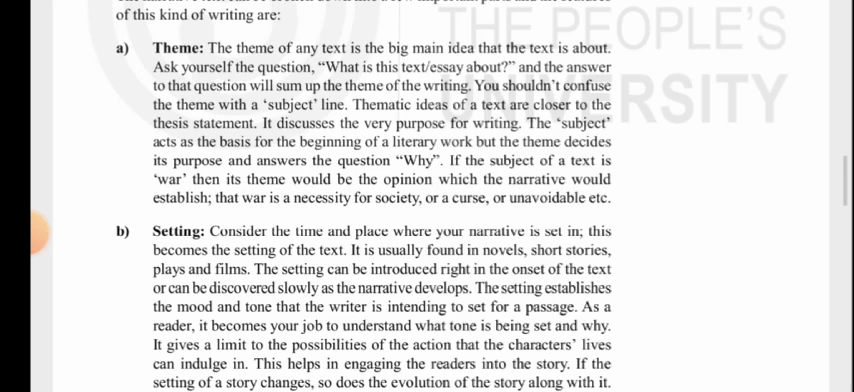 of this kind of writing are:
a) Theme: The theme of any text is the big main idea that the text is about.
Ask yourself the question, “What is this text/essay about?” and the answer
to that question will sum up the theme of the writing. You shouldn’t confuse
the theme with a ‘subject’ line. Thematic ideas of a text are closer to the
thesis statement. It discusses the very purpose for writing. The ‘subject’
acts as the basis for the beginning of a literary work but the theme decides
its purpose and answers the question “Why”. If the subject of a text is
‘war’ then its theme would be the opinion which the narrative would
establish; that war is a necessity for society, or a curse, or unavoidable etc.
b) Setting: Consider the time and place where your narrative is set in; this
becomes the setting of the text. It is usually found in novels, short stories,
plays and films. The setting can be introduced right in the onset of the text
or can be discovered slowly as the narrative develops. The setting establishes
the mood and tone that the writer is intending to set for a passage. As a
reader, it becomes your job to understand what tone is being set and why.
It gives a limit to the possibilities of the action that the characters’ lives
can indulge in. This helps in engaging the readers into the story. If the
setting of a story changes, so does the evolution of the story along with it.
THE PEOPLE’S
UNIVERSITY